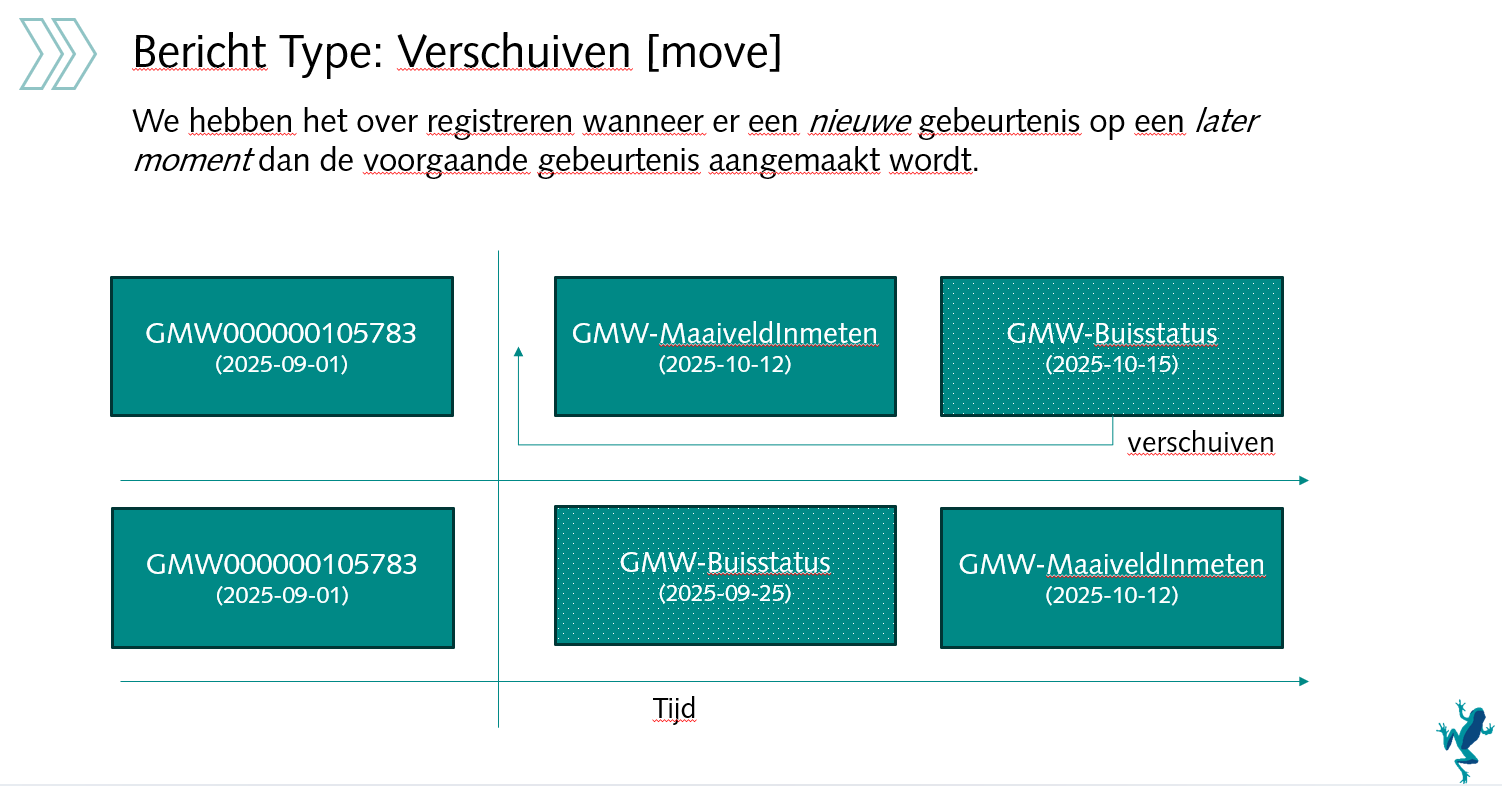 Bericht Type: Verschuiven [move]
We hebben het over registreren wanneer er een nieuwe gebeurtenis op een later
moment dan de voorgaande gebeurtenis aangemaakt wordt.
GMW000000105783
(2025-09-01)
GMW-MaaiveldInmeten
(2025-10-12)
GMW-Buisstatus
(2025-10-15)
verschuiven
GMW000000105783
(2025-09-01)
GMW-Buisstatus
(2025-09-25)
GMW-MaaiveldInmeten
(2025-10-12)
Tijd